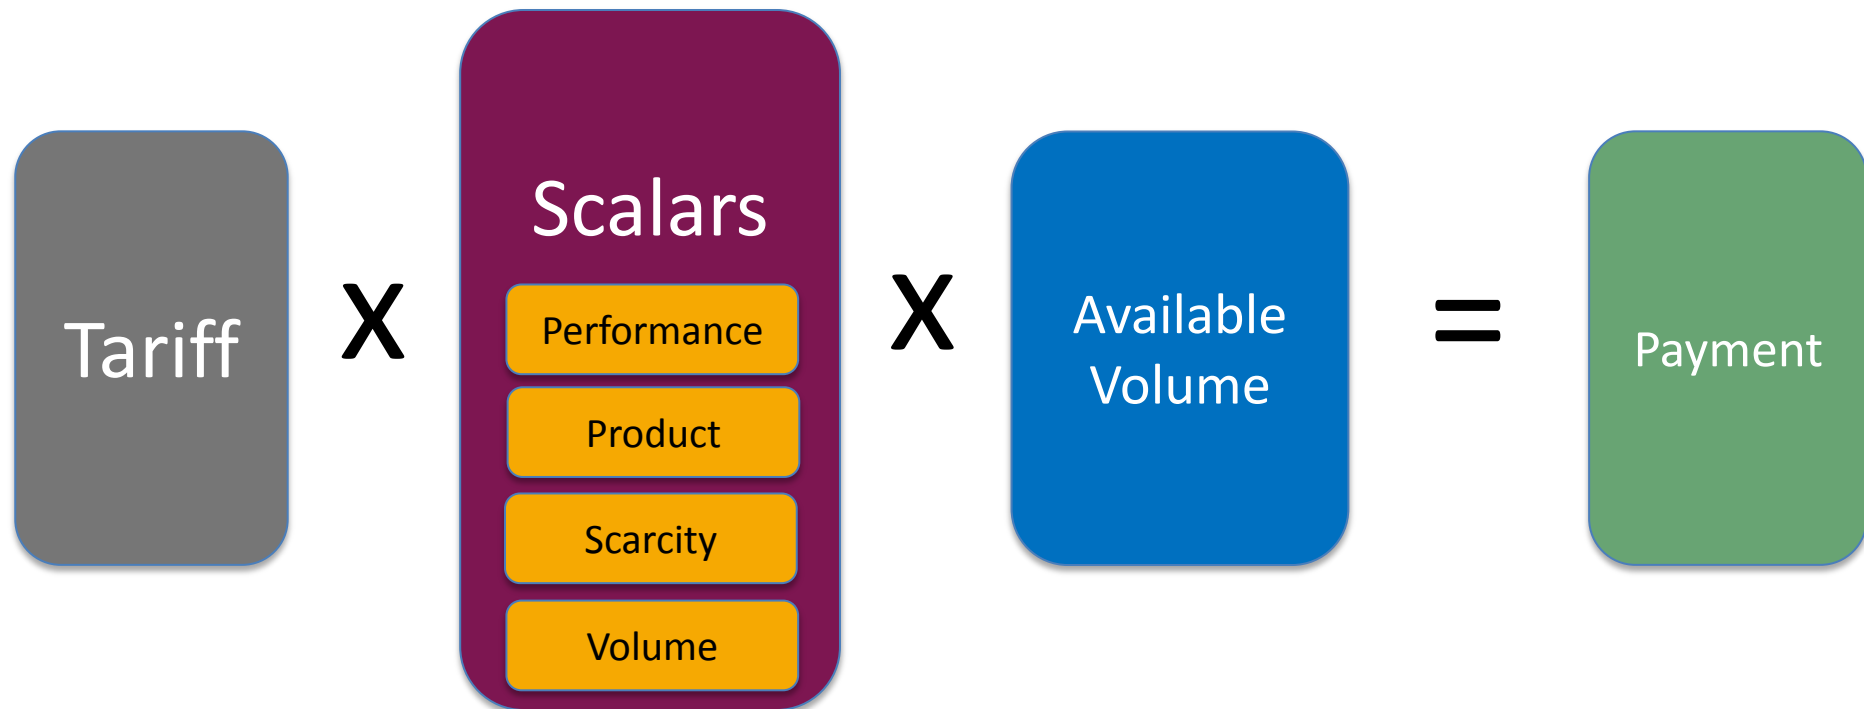 Tariff
X
Scalars
Performance
Product
Scarcity
Volume
X
Available
Volume
=
Payment